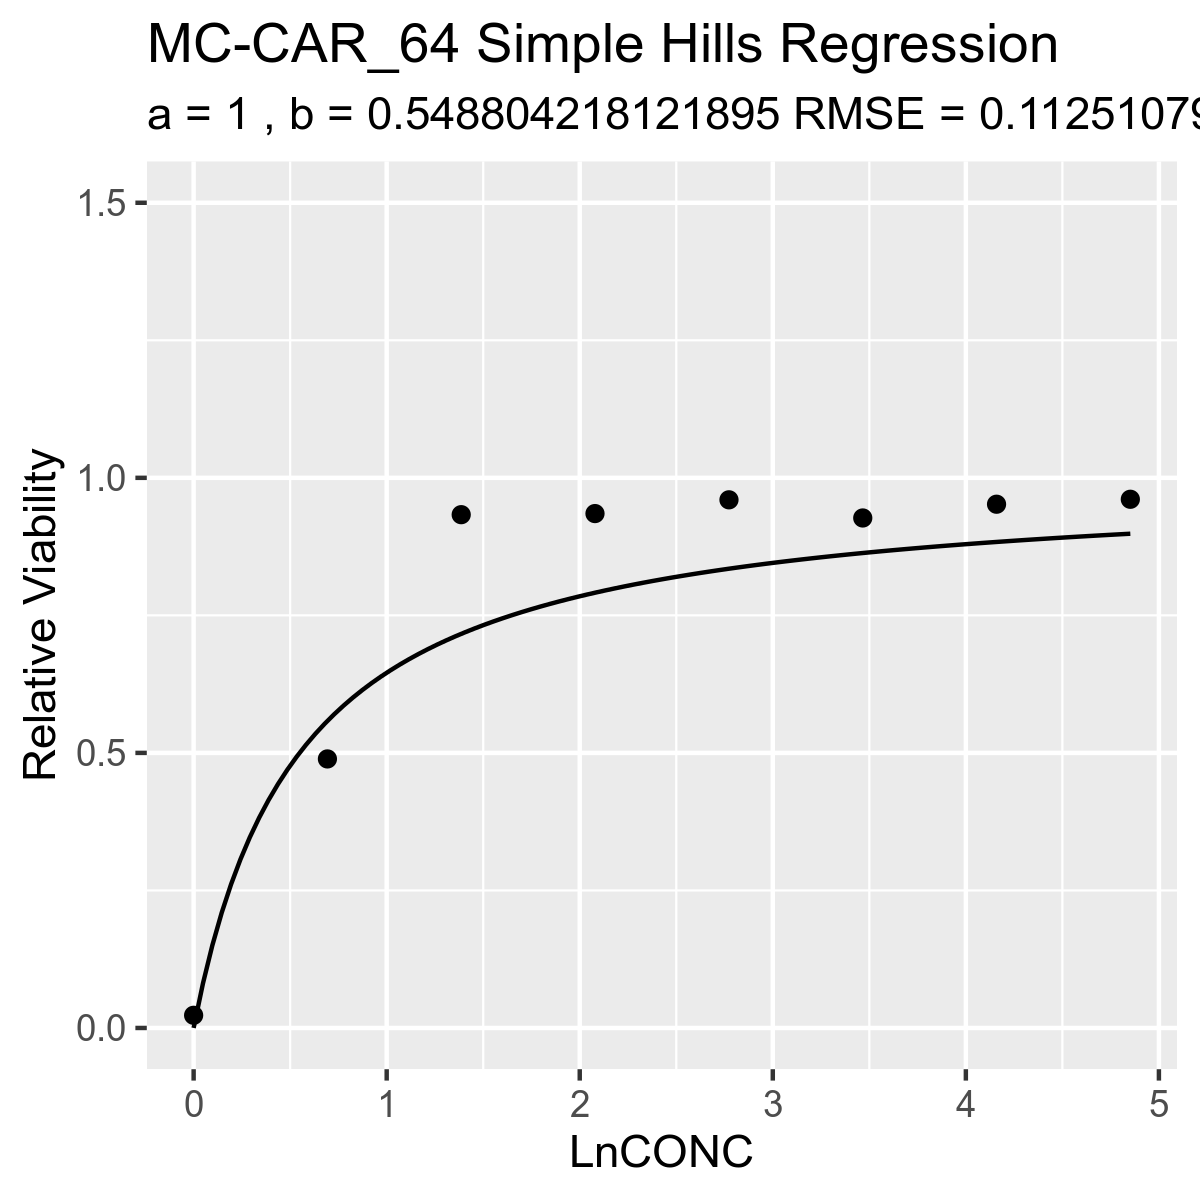 MC-CAR_64 Simple Hills Regression
a = 1 , b = 0.548804218121895 RMSE = 0.11251079
1.5
1.0
0.5
0.0
Relative Viability
0 1 2 3 4 5
LnCONC